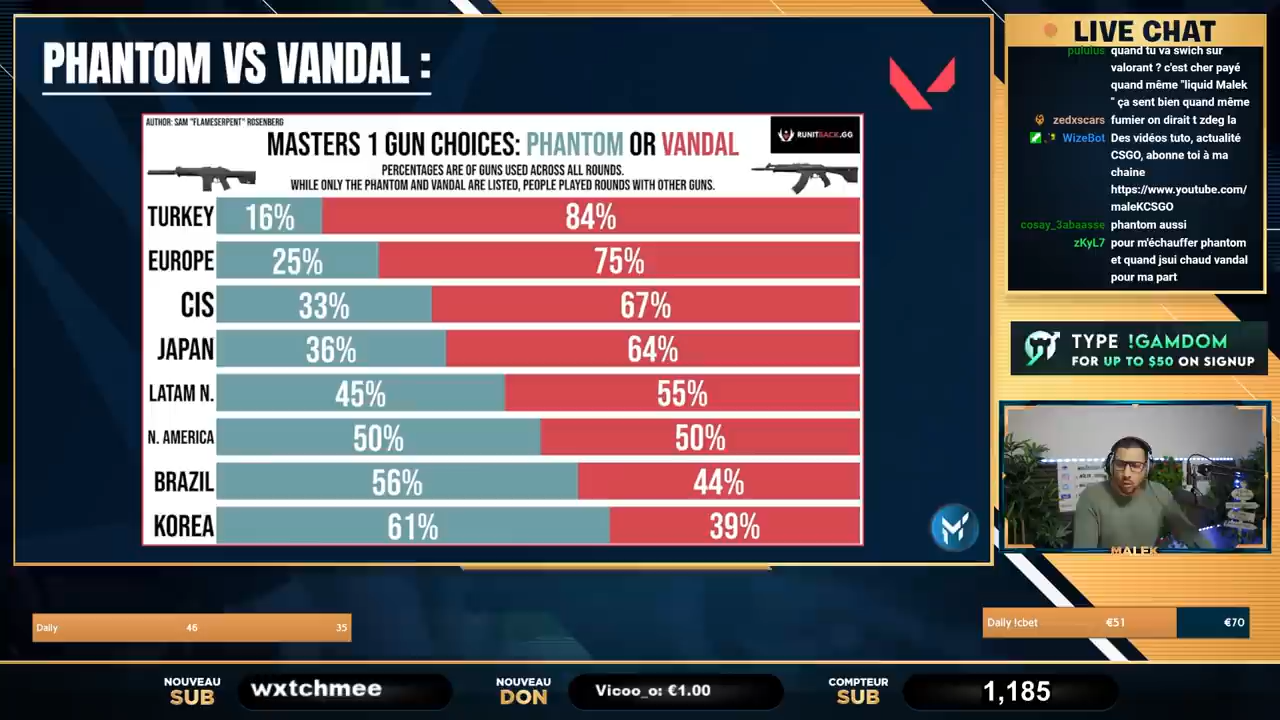 PHANTOM VS VANDAL :
AUTHOR: SAM "FLAMESERPENT" ROSENBERG
MASTERS 1 GUN CHOICES: PHANTOM OR VANDAL
RUNITBACK.GG
PERCENTAGES ARE OF GUNS USED ACROSS ALL ROUNDS.
WHILE ONLY THE PHANTOM AND VANDAL ARE LISTED, PEOPLE PLAYED ROUNDS WITH OTHER GUNS.
TURKEY 16% 84%
EUROPE 25% 75%
CIS 33% 67%
JAPAN 36% 64%
LATAM N. 45% 55%
N. AMERICA 50% 50%
BRAZIL 56% 44%
KOREA 61% 39%
LIVE CHAT
pululus quand tu va swich sur
valorant ? c'est cher payé
quand même "liquid Malek
" ça sent bien quand même
zedxscars fumier on dirait t zdeg la
WizeBot Des vidéos tuto, actualité
CSGO, abonne toi à ma
chaine
https://www.youtube.com/
maleKCSGO
cosay_3abaasse phantom aussi
zKyL7 pour m'échauffer phantom
et quand jsui chaud vandal
pour ma part
TYPE !GAMDOM
FOR UP TO $50 ON SIGNUP
MALEK
Daily 46 35
Daily !cbet €51 €70
NOUVEAU
SUB
wxtchmee
NOUVEAU
DON
Vicoo_o: €1.00
COMPTEUR
SUB
1,185